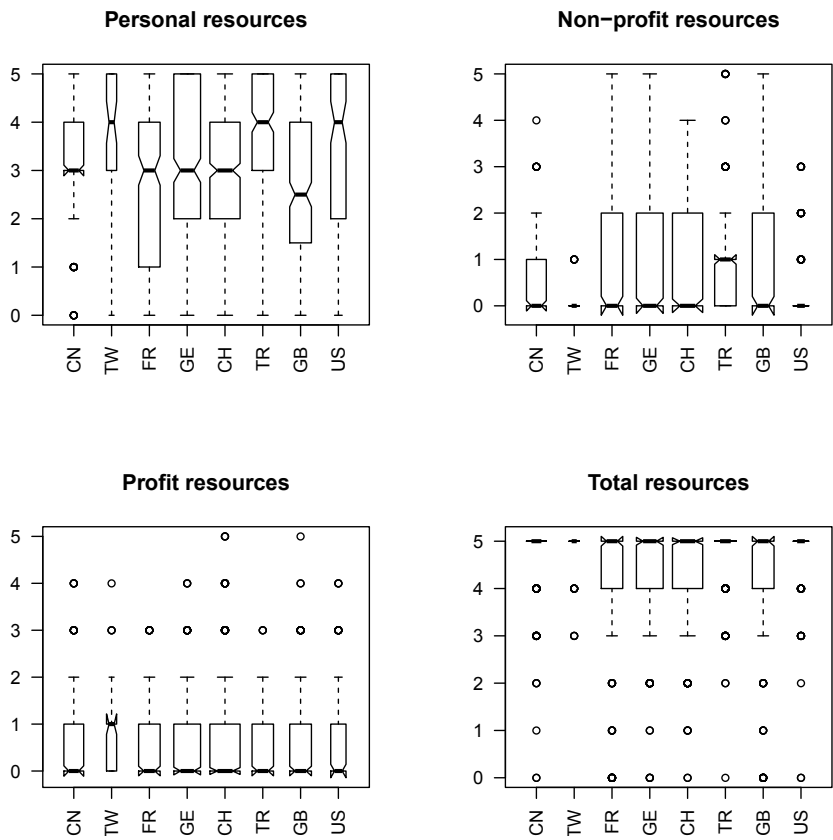 Personal resources
5
4
3
2
1
0
CN
TW
FR
GE
CH
TR
GB
US
Non−profit resources
5
4
3
2
1
0
CN
TW
FR
GE
CH
TR
GB
US
Profit resources
5
4
3
2
1
0
CN
TW
FR
GE
CH
TR
GB
US
Total resources
5
4
3
2
1
0
CN
TW
FR
GE
CH
TR
GB
US